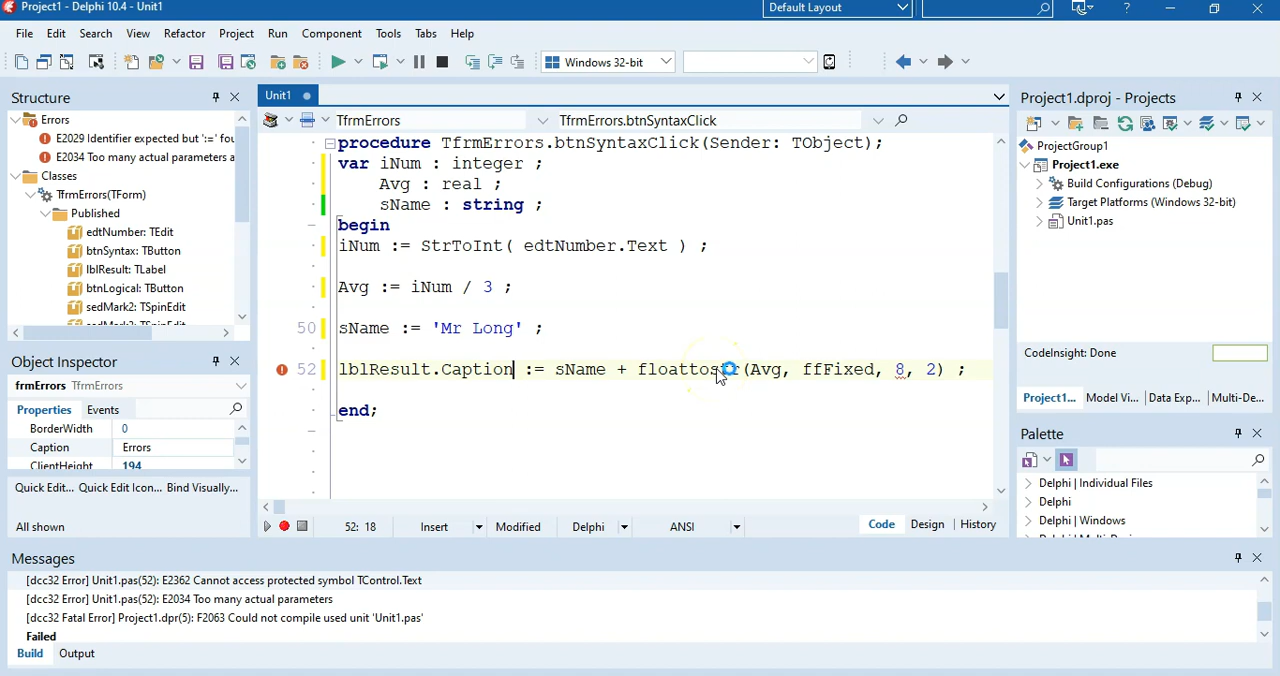 Project1 - Delphi 10.4 - Unit1
Default Layout
File Edit Search View Refactor Project Run Component Tools Tabs Help
Windows 32-bit
Structure
Errors
E2029 Identifier expected but ':=' fou
E2034 Too many actual parameters a
Classes
TfrmErrors(TForm)
Published
edtNumber: TEdit
btnSyntax: TButton
lblResult: TLabel
btnLogical: TButton
sedMark2: TSpinEdit
Object Inspector
frmErrors TfrmErrors
Properties Events
BorderWidth 0
Caption Errors
ClientHeight 194
Quick Edit... Quick Edit Icon... Bind Visually...
All shown
Unit1
TfrmErrors
TfrmErrors.btnSyntaxClick
procedure TfrmErrors.btnSyntaxClick(Sender: TObject);
var iNum : integer ;
Avg : real ;
sName : string ;
begin
iNum := StrToInt( edtNumber.Text ) ;
Avg := iNum / 3 ;
50 sName := 'Mr Long' ;
52 lblResult.Caption := sName + floattostr(Avg, ffFixed, 8, 2) ;
end;
52: 18 Insert Modified Delphi ANSI Code Design History
Project1.dproj - Projects
ProjectGroup1
Project1.exe
Build Configurations (Debug)
Target Platforms (Windows 32-bit)
Unit1.pas
CodeInsight: Done
Project1... Model Vi... Data Exp... Multi-De...
Palette
Delphi | Individual Files
Delphi
Delphi | Windows
Messages
[dcc32 Error] Unit1.pas(52): E2362 Cannot access protected symbol TControl.Text
[dcc32 Error] Unit1.pas(52): E2034 Too many actual parameters
[dcc32 Fatal Error] Project1.dpr(5): F2063 Could not compile used unit 'Unit1.pas'
Failed
Build Output